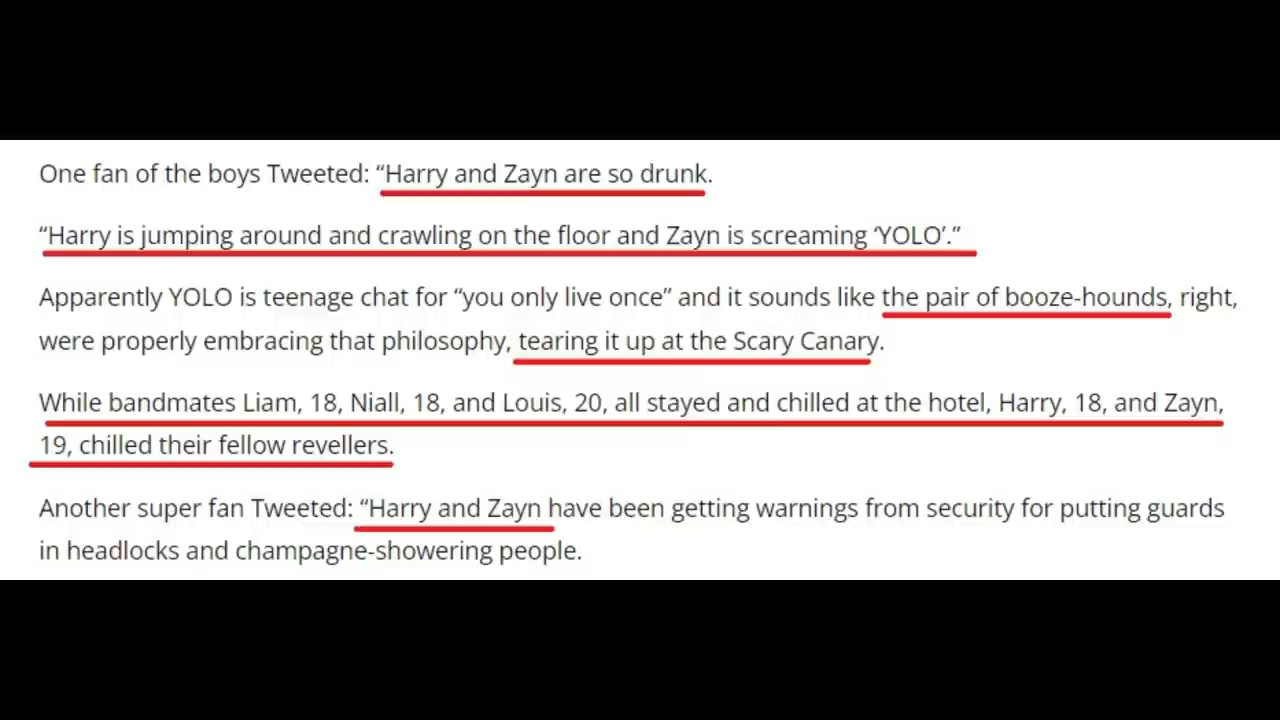 One fan of the boys Tweeted: “Harry and Zayn are so drunk.
“Harry is jumping around and crawling on the floor and Zayn is screaming ‘YOLO’.”
Apparently YOLO is teenage chat for “you only live once” and it sounds like the pair of booze-hounds, right,
were properly embracing that philosophy, tearing it up at the Scary Canary.
While bandmates Liam, 18, Niall, 18, and Louis, 20, all stayed and chilled at the hotel, Harry, 18, and Zayn,
19, chilled their fellow revellers.
Another super fan Tweeted: “Harry and Zayn have been getting warnings from security for putting guards
in headlocks and champagne-showering people.